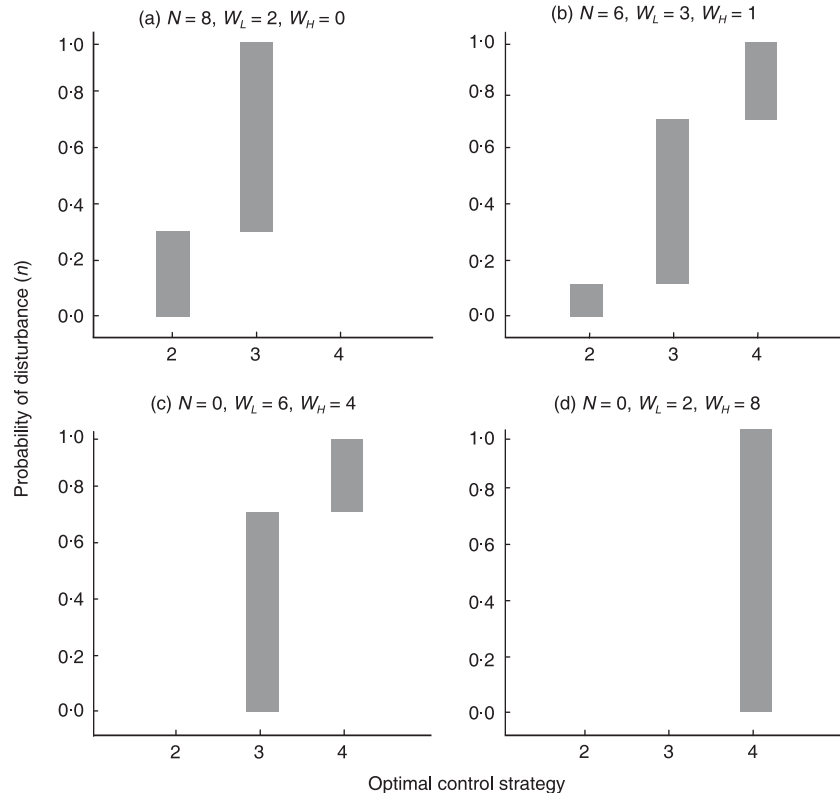 (a) N = 8, W_L = 2, W_H = 0
1·0
0·8
0·6
0·4
0·2
0·0
2 3 4
(b) N = 6, W_L = 3, W_H = 1
1·0
0·8
0·6
0·4
0·2
0·0
2 3 4
(c) N = 0, W_L = 6, W_H = 4
1·0
0·8
0·6
0·4
0·2
0·0
2 3 4
(d) N = 0, W_L = 2, W_H = 8
1·0
0·8
0·6
0·4
0·2
0·0
2 3 4
Probability of disturbance (n)
Optimal control strategy